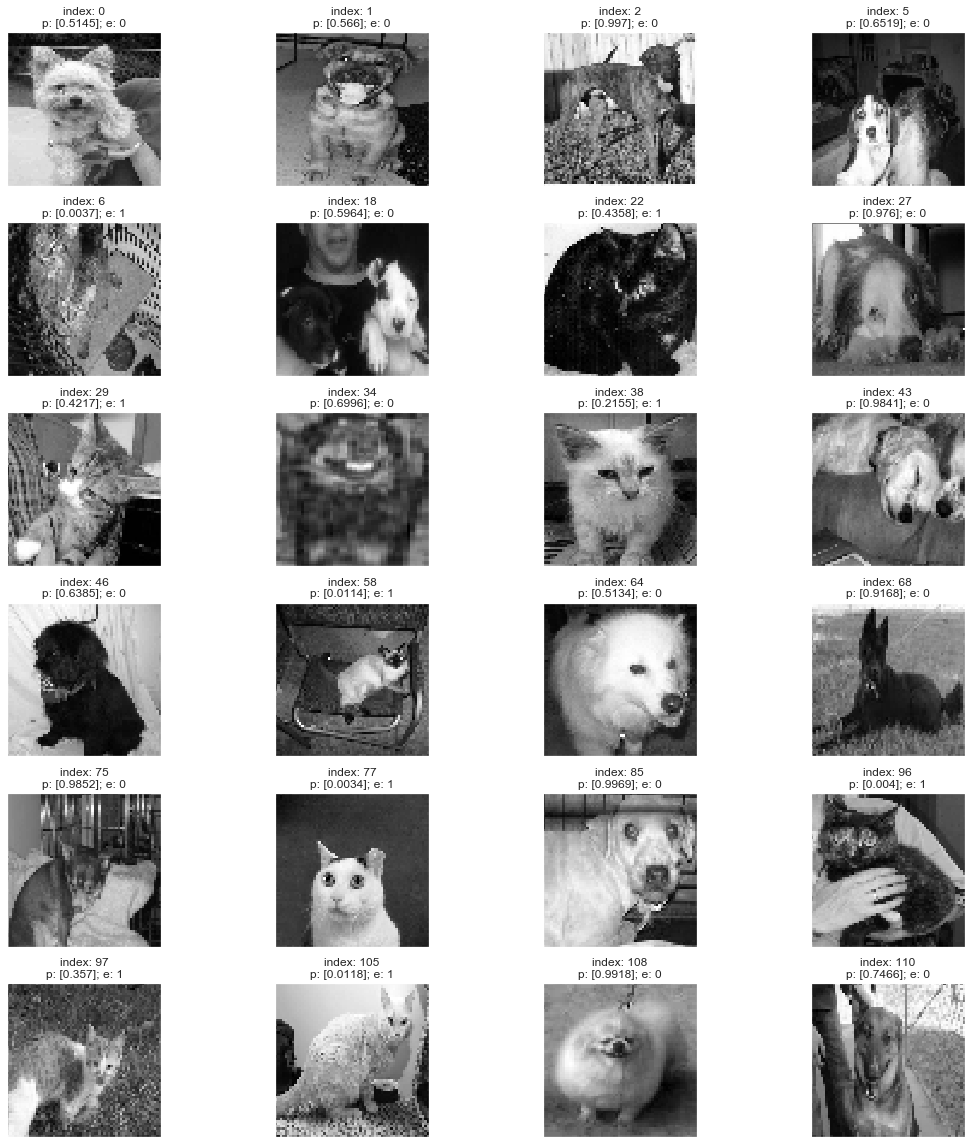 index: 0
p: [0.5145]; e: 0
index: 1
p: [0.566]; e: 0
index: 2
p: [0.997]; e: 0
index: 5
p: [0.6519]; e: 0
index: 6
p: [0.0037]; e: 1
index: 18
p: [0.5964]; e: 0
index: 22
p: [0.4358]; e: 1
index: 27
p: [0.976]; e: 0
index: 29
p: [0.4217]; e: 1
index: 34
p: [0.6996]; e: 0
index: 38
p: [0.2155]; e: 1
index: 43
p: [0.9841]; e: 0
index: 46
p: [0.6385]; e: 0
index: 58
p: [0.0114]; e: 1
index: 64
p: [0.5134]; e: 0
index: 68
p: [0.9168]; e: 0
index: 75
p: [0.9852]; e: 0
index: 77
p: [0.0034]; e: 1
index: 85
p: [0.9969]; e: 0
index: 96
p: [0.004]; e: 1
index: 97
p: [0.357]; e: 1
index: 105
p: [0.0118]; e: 1
index: 108
p: [0.9918]; e: 0
index: 110
p: [0.7466]; e: 0